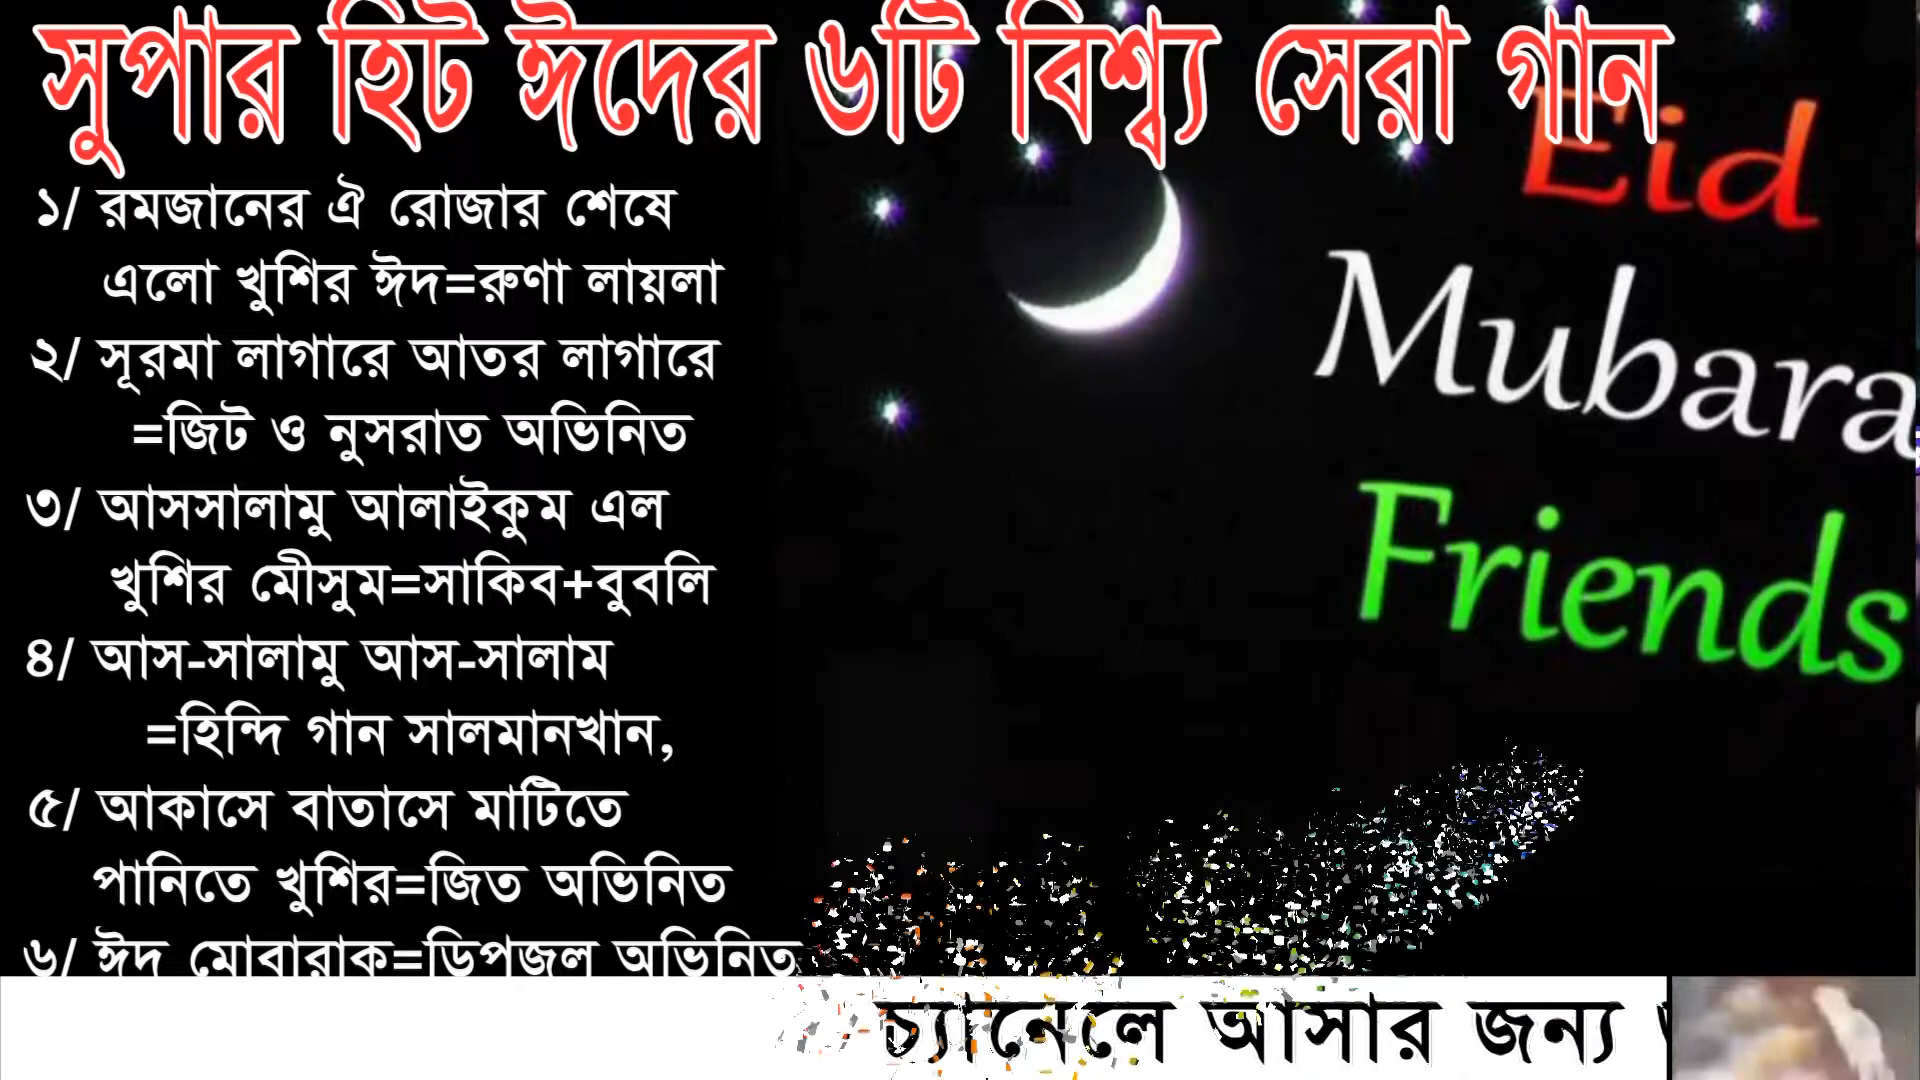 সুপার হিট ঈদের ৬টি বিশ্ব্য সেরা গান
১/ রমজানের ঐ রোজার শেষে
এলো খুশির ঈদ=রুণা লায়লা
২/ সূরমা লাগারে আতর লাগারে
=জিট ও নুসরাত অভিনিত
৩/ আসসালামু আলাইকুম এল
খুশির মৌসুম=সাকিব+বুবলি
৪/ আস-সালামু আস-সালাম
=হিন্দি গান সালমানখান,
৫/ আকাসে বাতাসে মাটিতে
পানিতে খুশির=জিত অভিনিত
৬/ ঈদ মোবারাক=ডিপজল অভিনিত
Eid
Mubara
Friends
চ্যানেলে আসার জন্য